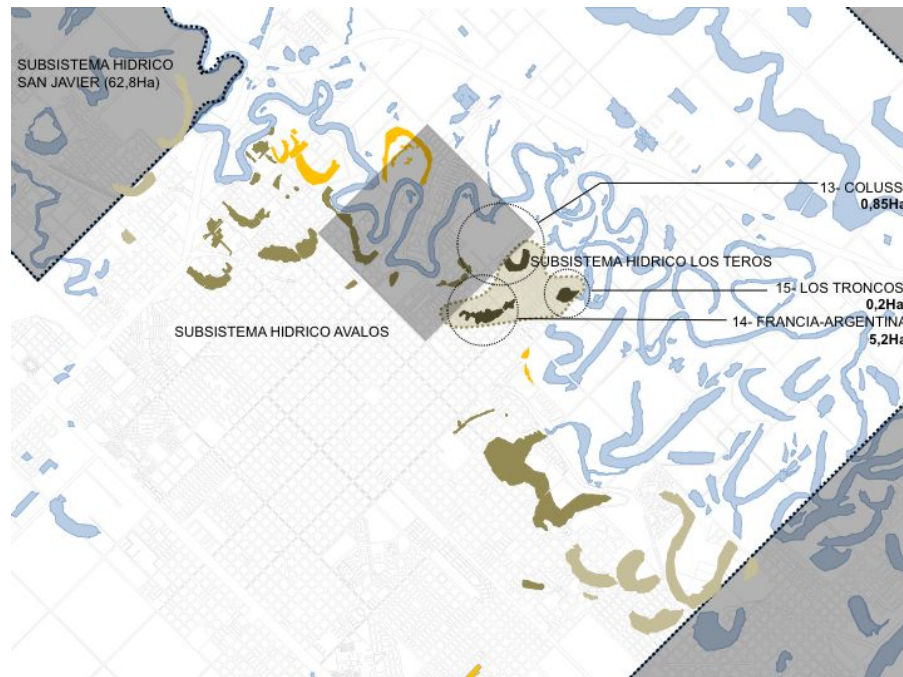 SUBSISTEMA HIDRICO
SAN JAVIER (62,8Ha)
13- COLUSSI
0,85Ha
SUBSISTEMA HIDRICO LOS TEROS
15- LOS TRONCOS
0,2Ha
14- FRANCIA-ARGENTINA
5,2Ha
SUBSISTEMA HIDRICO AVALOS